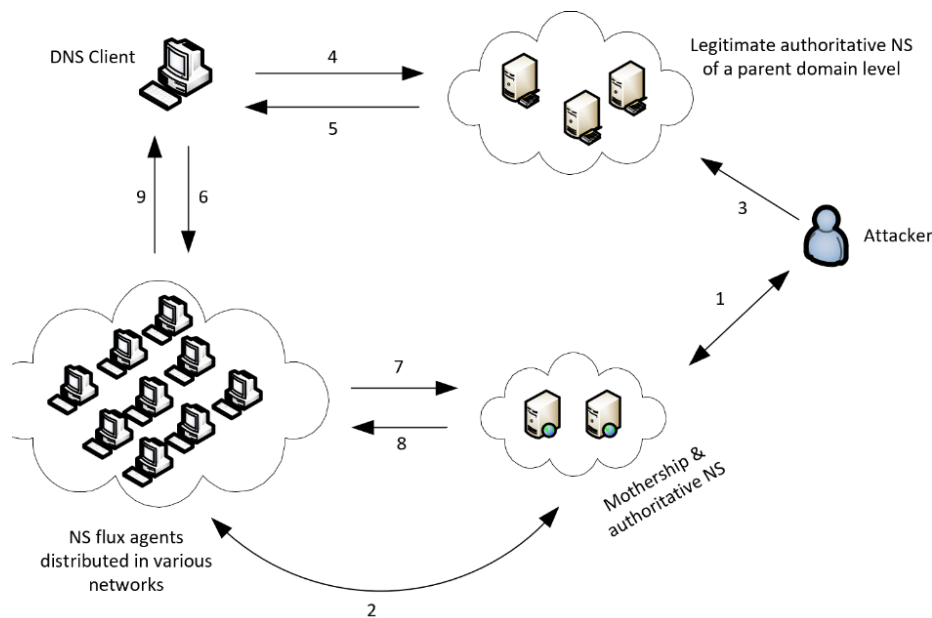 DNS Client
4
5
Legitimate authoritative NS
of a parent domain level
9
6
3
Attacker
1
7
8
Mothership &
authoritative NS
NS flux agents
distributed in various
networks
2